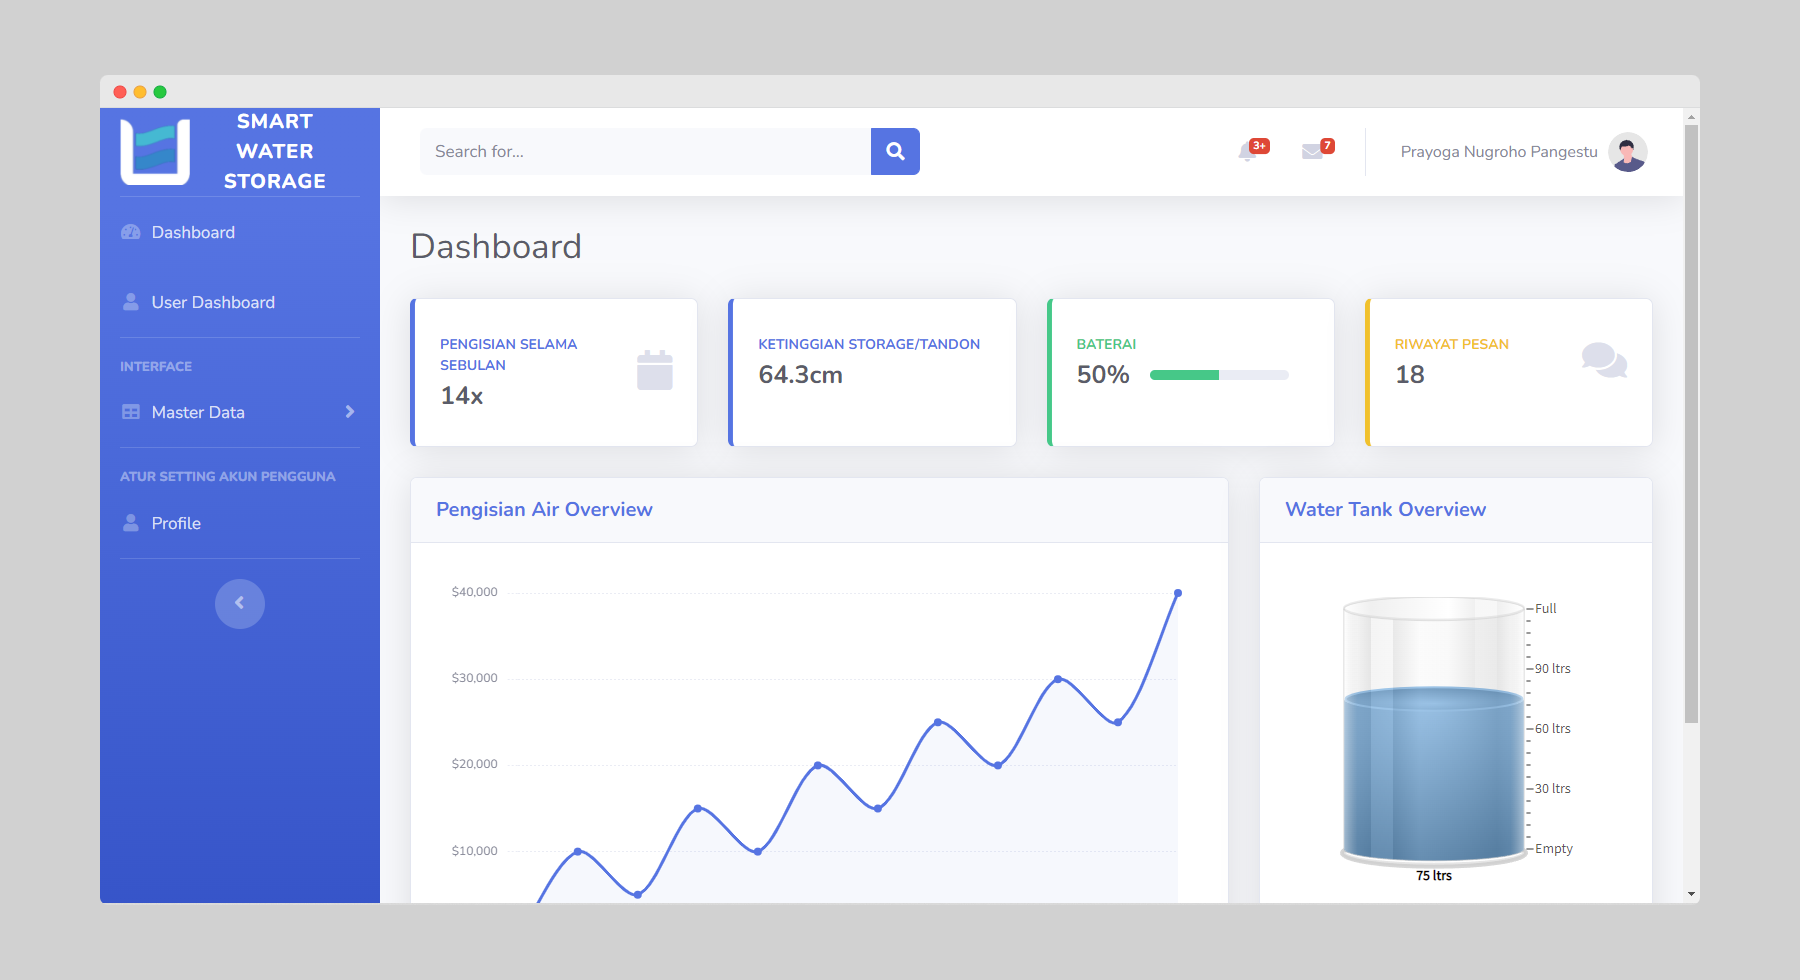 SMART
WATER
STORAGE
Search for...
3+
7
Prayoga Nugroho Pangestu
Dashboard
User Dashboard
INTERFACE
Master Data
ATUR SETTING AKUN PENGGUNA
Profile
Dashboard
PENGISIAN SELAMA
SEBULAN
14x
KETINGGIAN STORAGE/TANDON
64.3cm
BATERAI
50%
RIWAYAT PESAN
18
Pengisian Air Overview
$40,000
$30,000
$20,000
$10,000
Water Tank Overview
Full
90 ltrs
60 ltrs
30 ltrs
Empty
75 ltrs